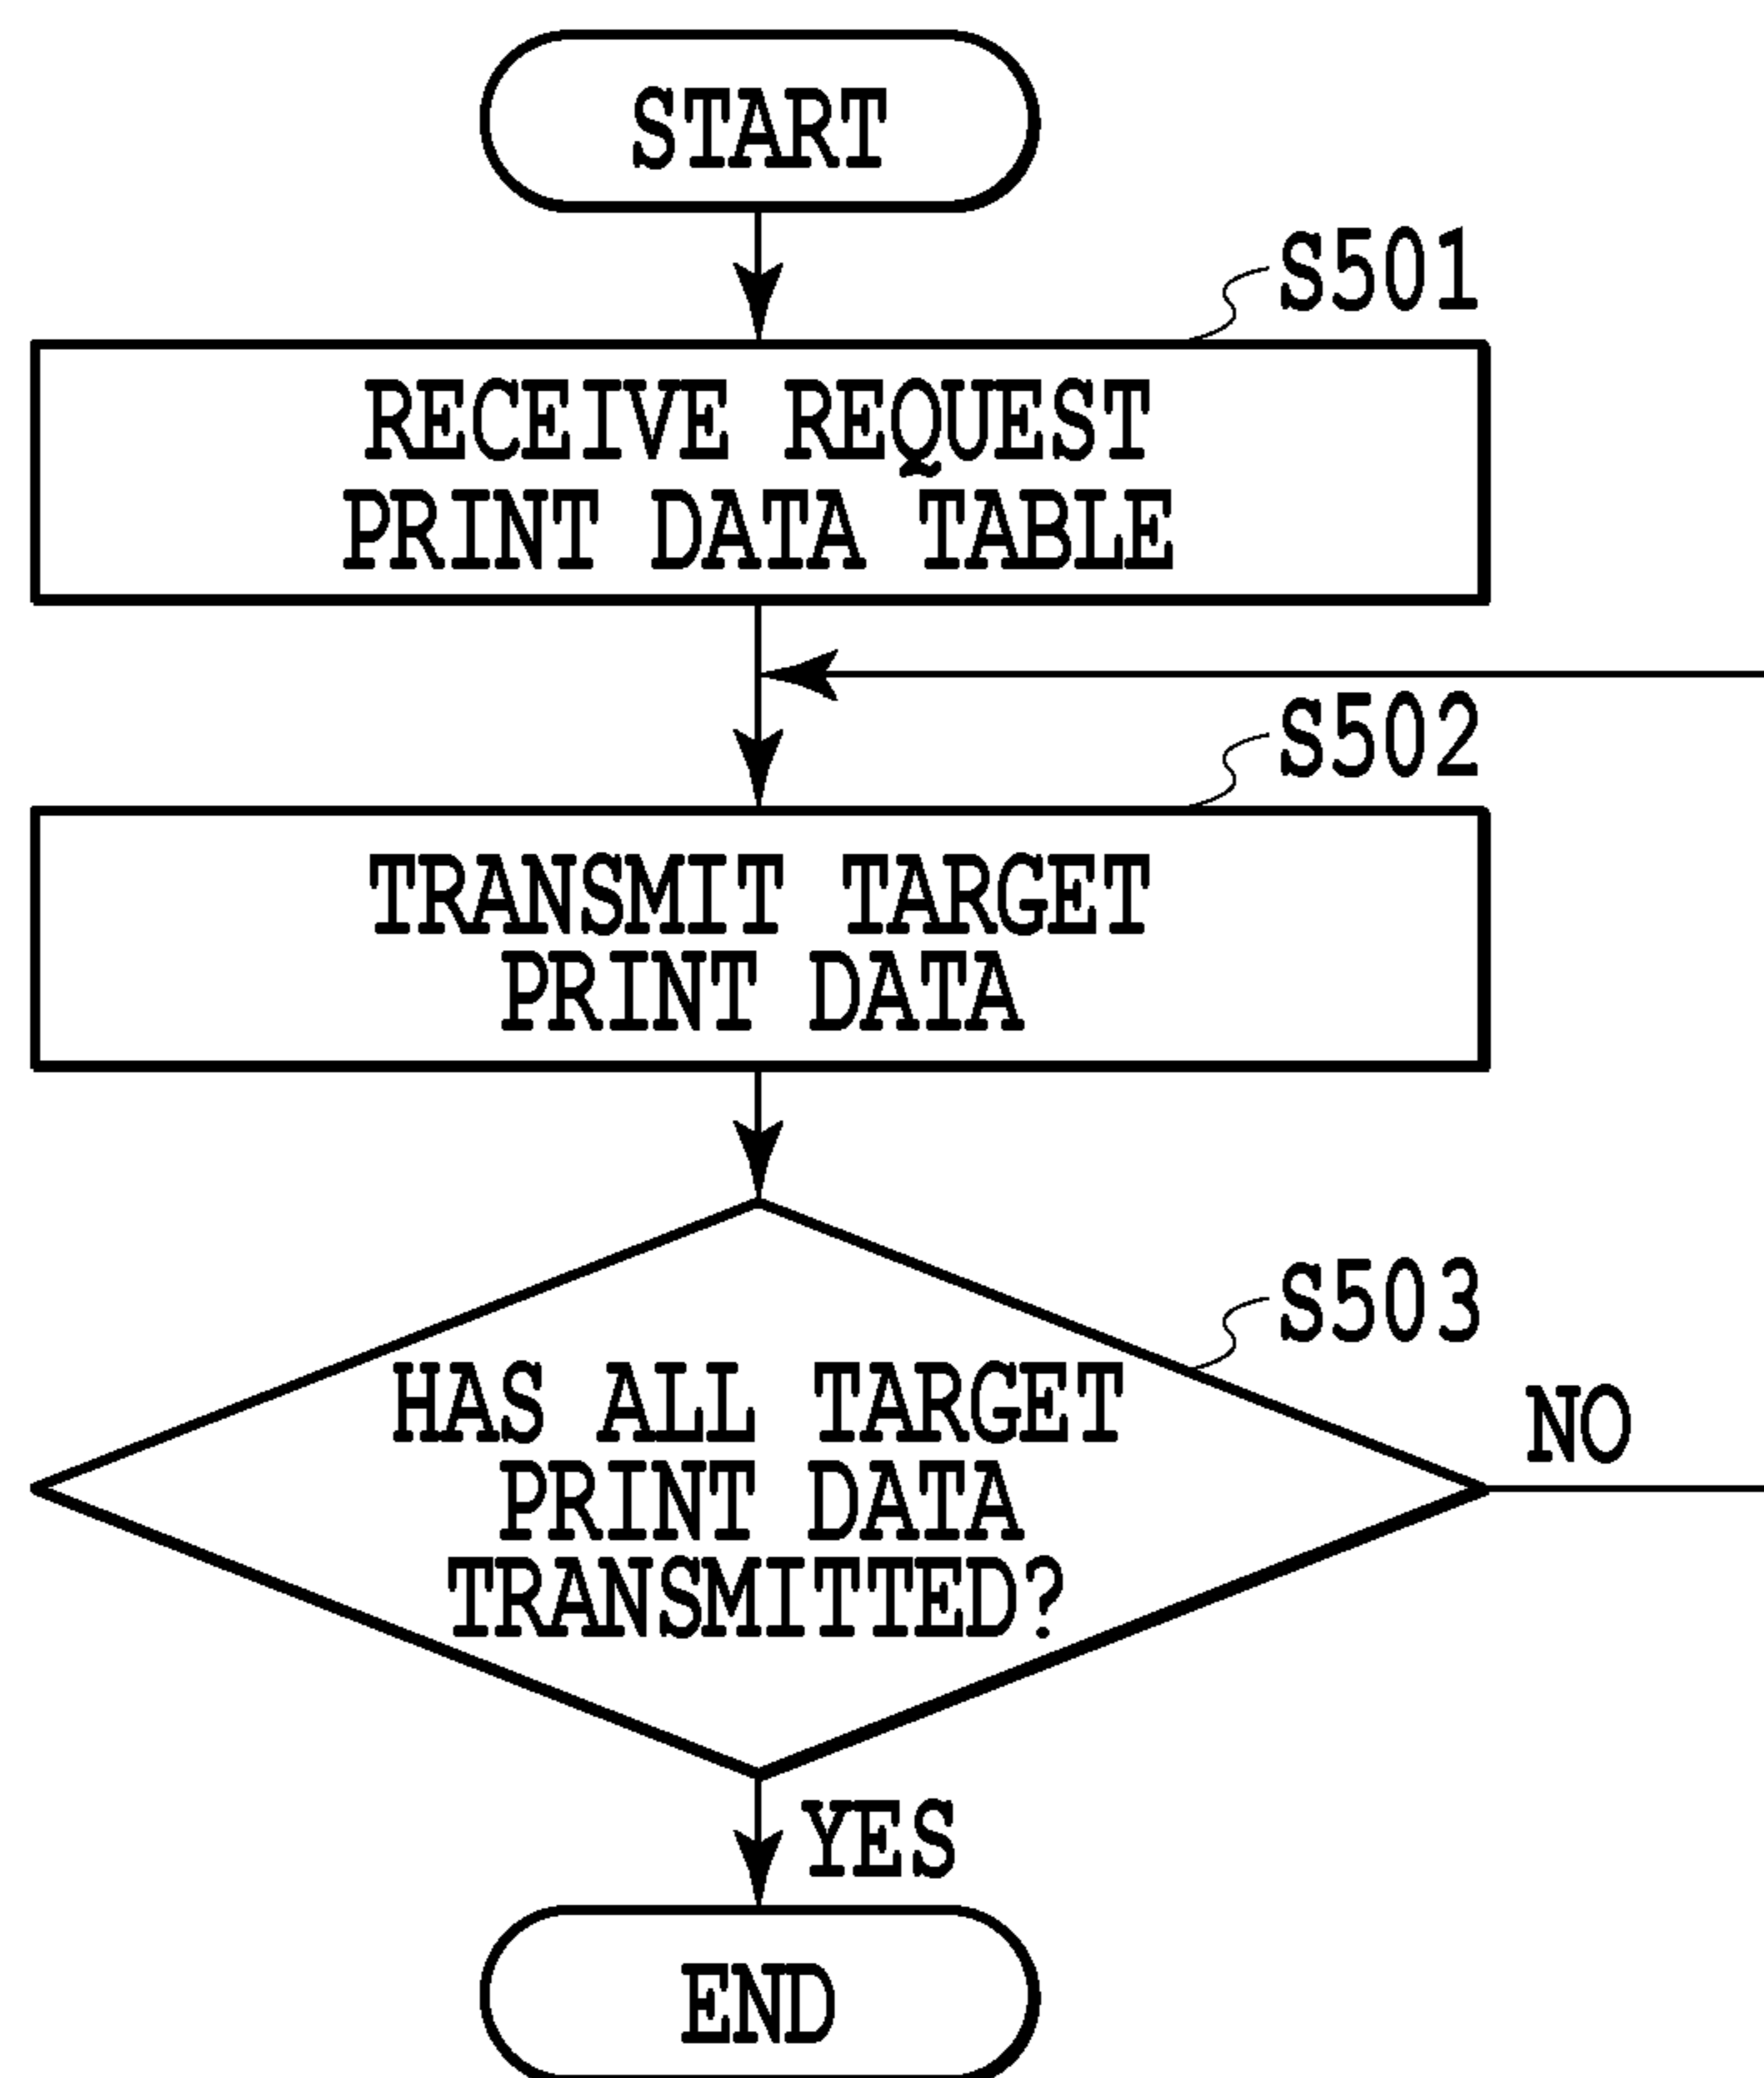 START
S501
RECEIVE REQUEST
PRINT DATA TABLE
S502
TRANSMIT TARGET
PRINT DATA
S503
HAS ALL TARGET
PRINT DATA
TRANSMITTED?
NO
YES
END